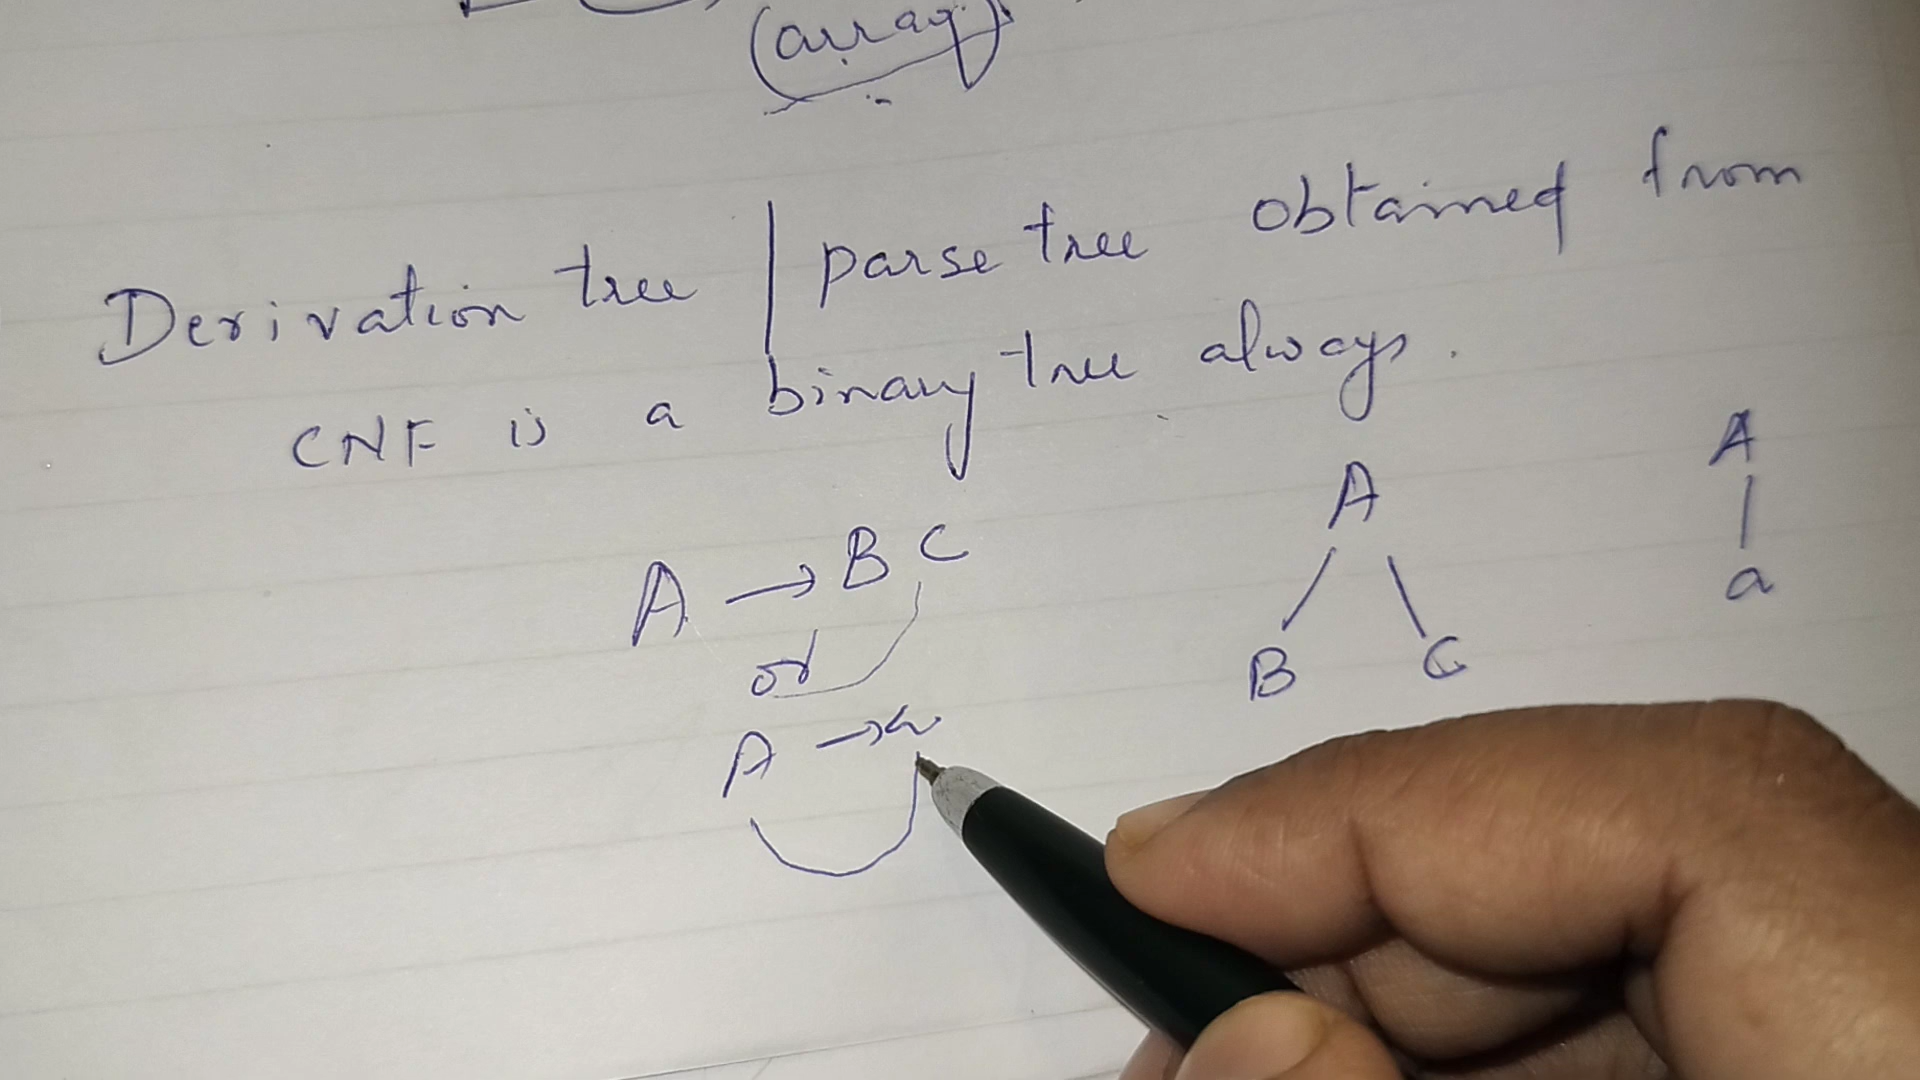 (array)
Derivation tree | parse tree obtained from
CNF is a binary tree always.
A → B C
or
A → a
A
B C
A
a